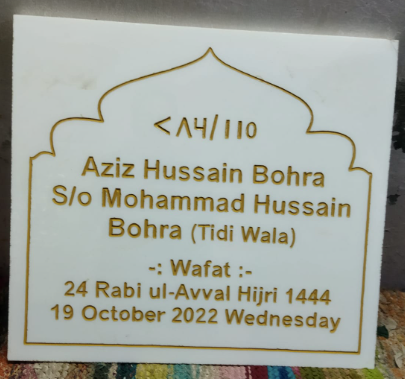 ۷۸۶/۱۱۰
Aziz Hussain Bohra
S/o Mohammad Hussain
Bohra (Tidi Wala)
-: Wafat :-
24 Rabi ul-Avval Hijri 1444
19 October 2022 Wednesday